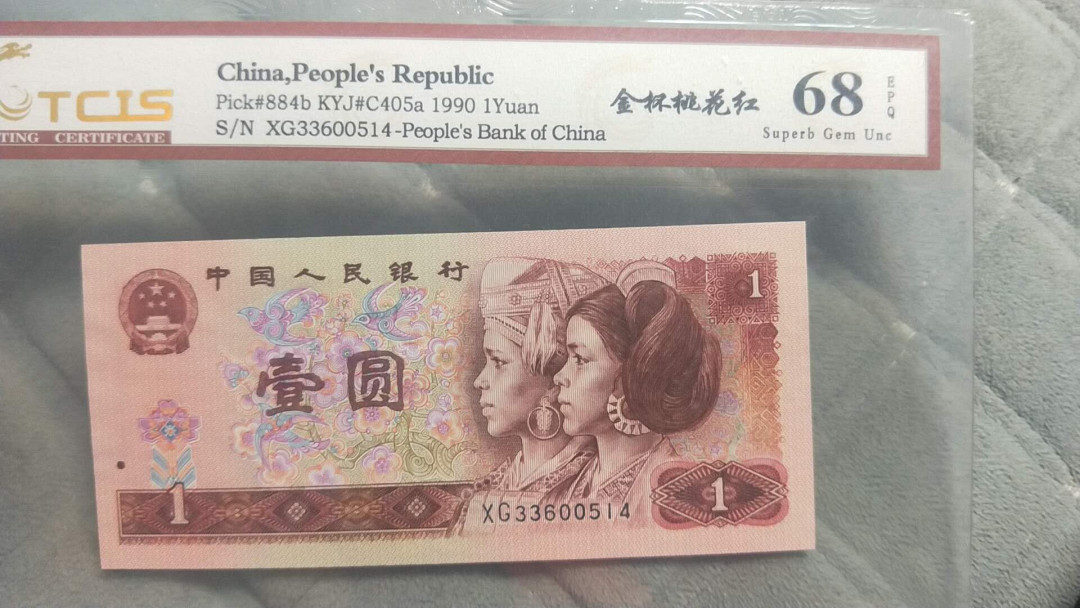 TCIS
TING CERTIFICATE
China,People's Republic
Pick#884b KYJ#C405a 1990 1Yuan
S/N XG33600514-People's Bank of China
金杯桃花红
68
EPQ
Superb Gem Unc
中国人民银行
1
壹圆
1
XG33600514
1